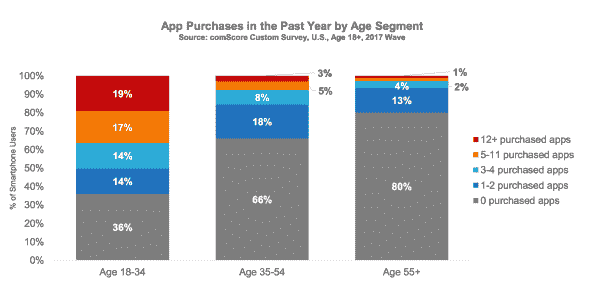 App Purchases in the Past Year by Age Segment
Source: comScore Custom Survey, U.S., Age 18+, 2017 Wave
% of Smartphone Users
100%
90%
80%
70%
60%
50%
40%
30%
20%
10%
0%
19%
17%
14%
14%
36%
3%
5%
8%
18%
66%
1%
2%
4%
13%
80%
Age 18-34
Age 35-54
Age 55+
12+ purchased apps
5-11 purchased apps
3-4 purchased apps
1-2 purchased apps
0 purchased apps